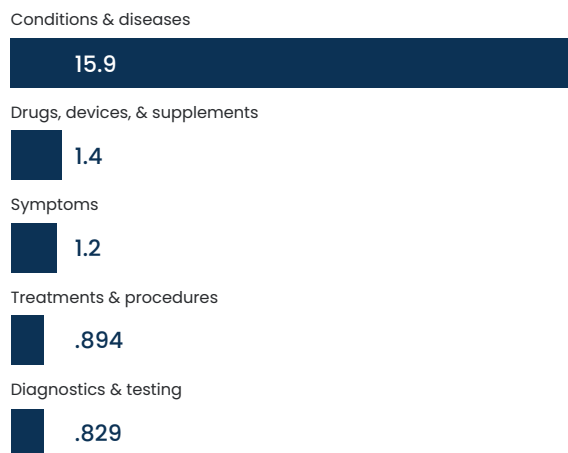 Conditions & diseases
15.9
Drugs, devices, & supplements
1.4
Symptoms
1.2
Treatments & procedures
.894
Diagnostics & testing
.829